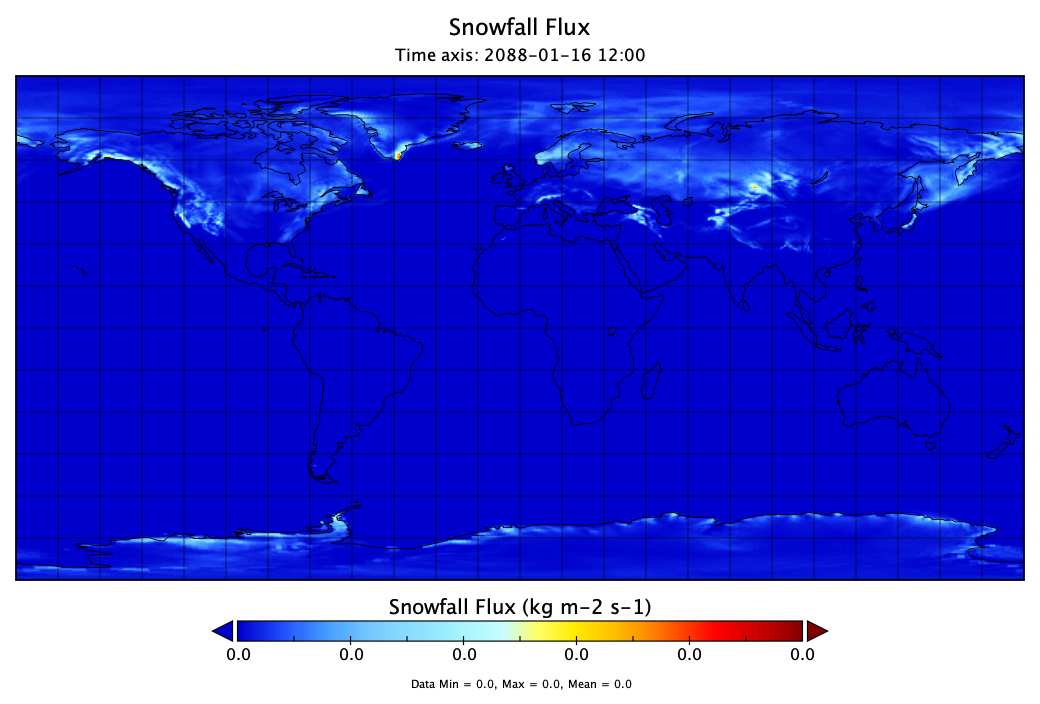 Snowfall Flux
Time axis: 2088-01-16 12:00
Snowfall Flux (kg m-2 s-1)
0.0 0.0 0.0 0.0 0.0 0.0
Data Min = 0.0, Max = 0.0, Mean = 0.0